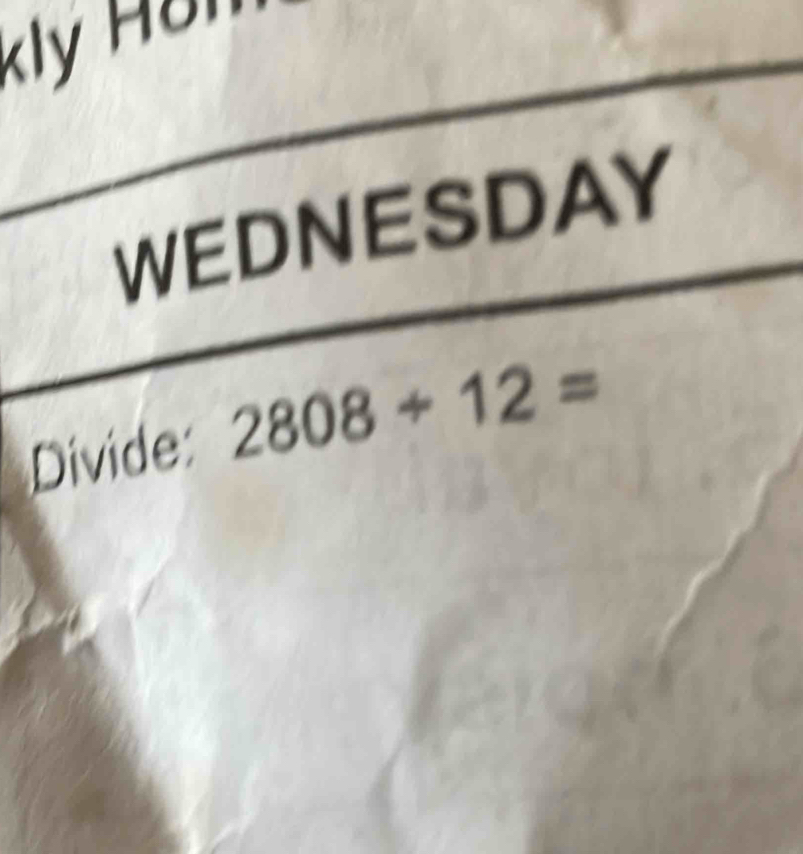 kly
WEDNESDAY
Divide: 2808 ÷ 12 =